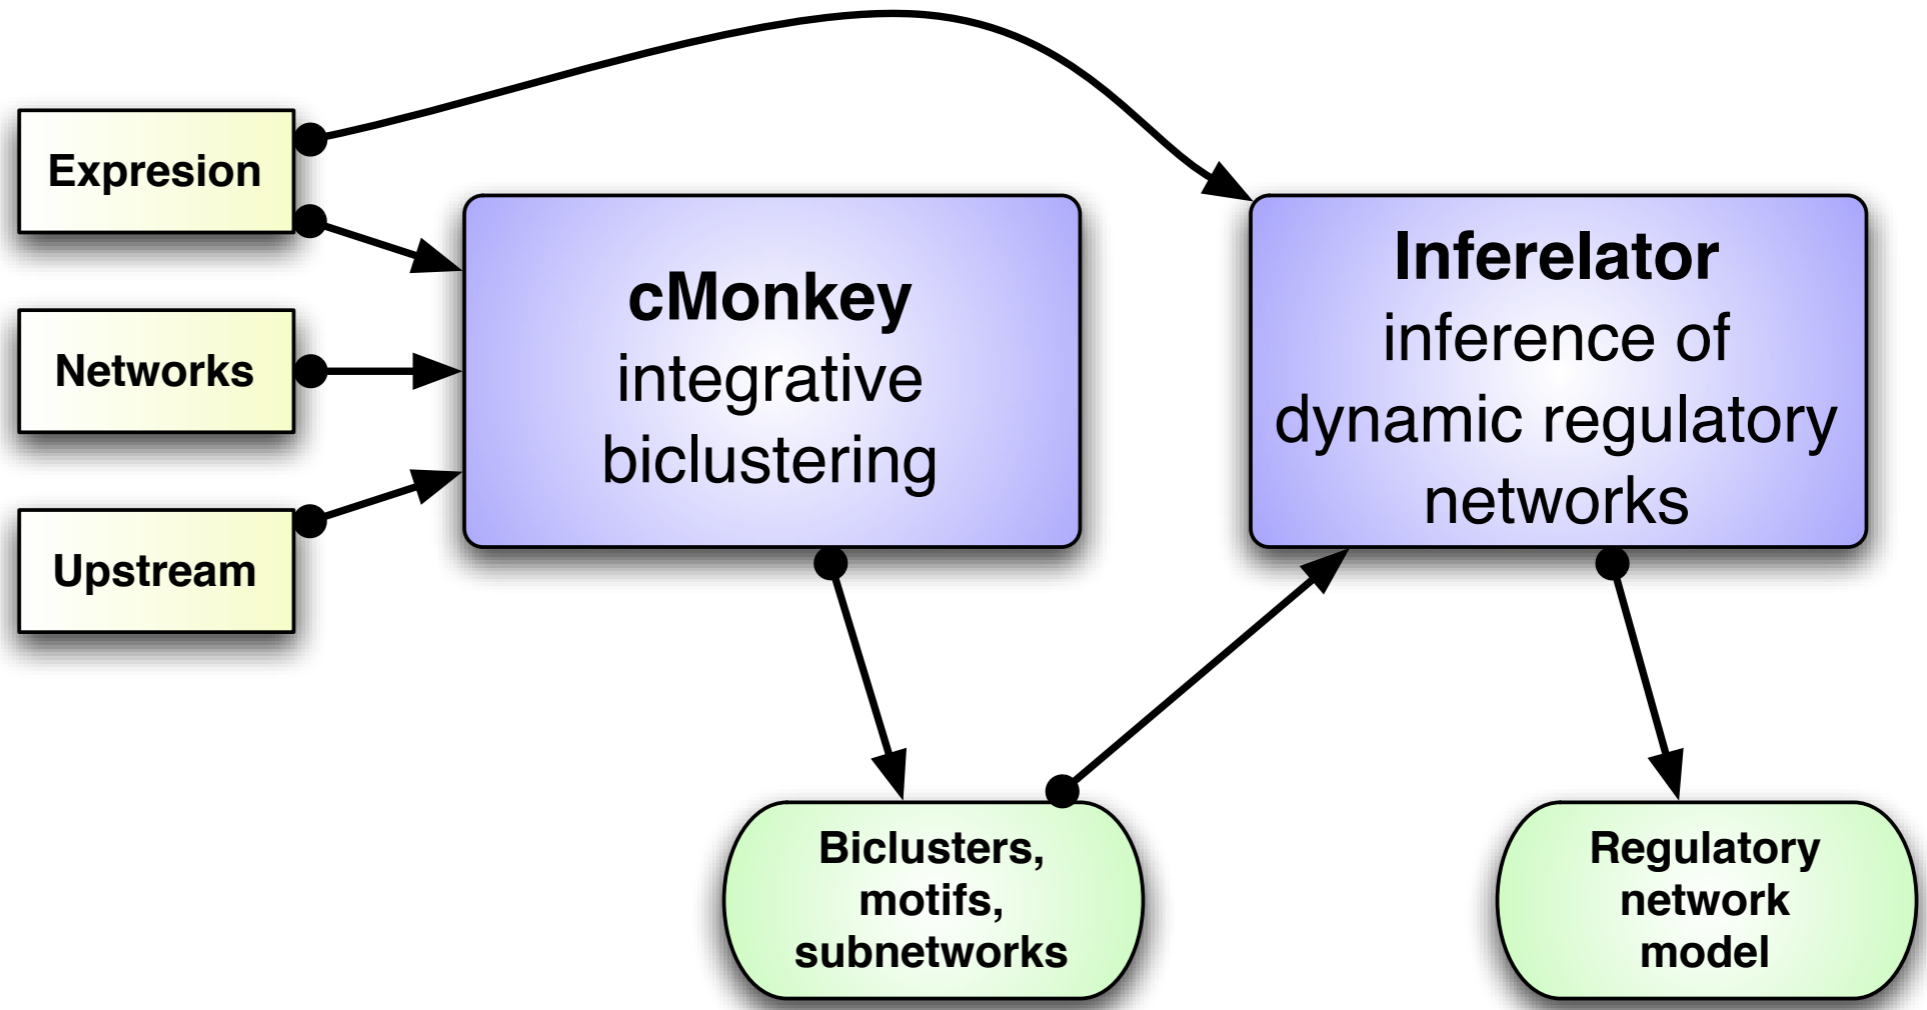 Expresion
Networks
Upstream
cMonkey
integrative
biclustering
Inferelator
inference of
dynamic regulatory
networks
Biclusters,
motifs,
subnetworks
Regulatory
network
model